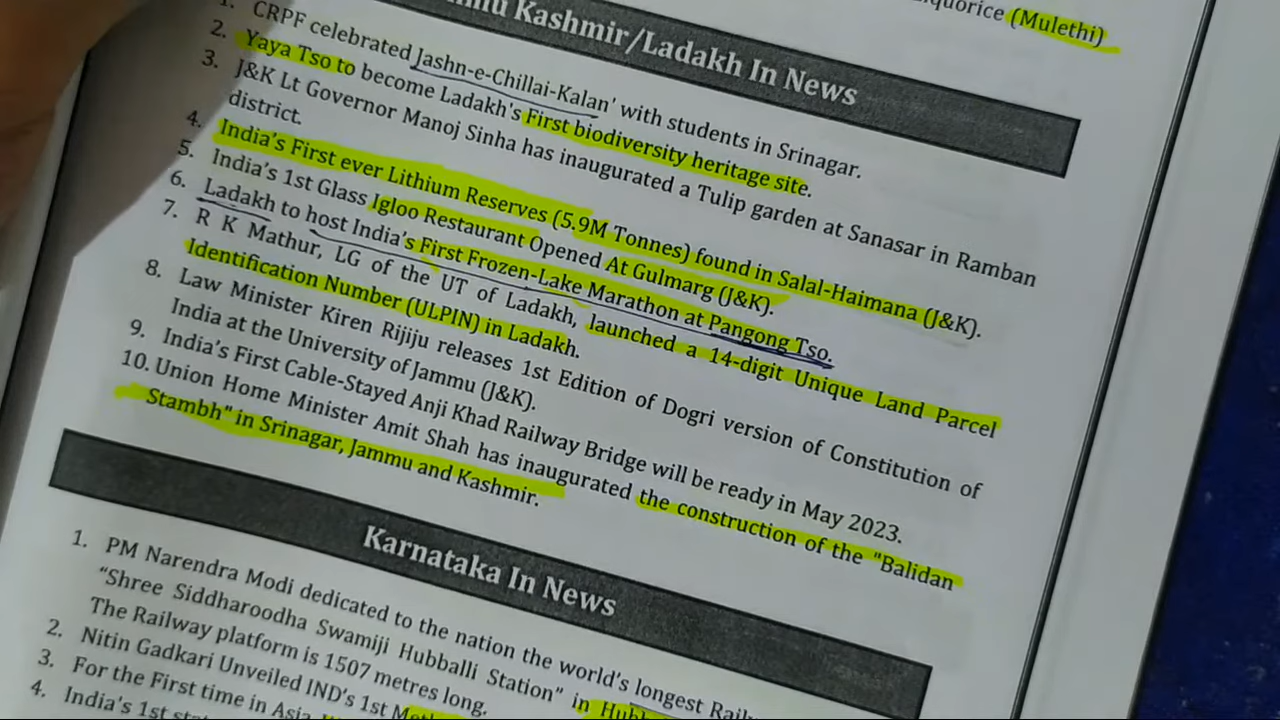 (Mulethi)
Kashmir/Ladakh In News
1. CRPF celebrated Jashn-e-Chillai-Kalan' with students in Srinagar.
2. Yaya Tso to become Ladakh's First biodiversity heritage site.
3. J&K Lt Governor Manoj Sinha has inaugurated a Tulip garden at Sanasar in Ramban
district.
4. India's First ever Lithium Reserves (5.9M Tonnes) found in Salal-Haimana (J&K).
5. India's 1st Glass Igloo Restaurant Opened At Gulmarg (J&K).
6. Ladakh to host India's First Frozen-Lake Marathon at Pangong Tso.
7. R K Mathur, LG of the UT of Ladakh, launched a 14-digit Unique Land Parcel
Identification Number (ULPIN) in Ladakh.
8. Law Minister Kiren Rijiju releases 1st Edition of Dogri version of Constitution of
India at the University of Jammu (J&K).
9. India's First Cable-Stayed Anji Khad Railway Bridge will be ready in May 2023.
10. Union Home Minister Amit Shah has inaugurated the construction of the "Balidan
Stambh" in Srinagar, Jammu and Kashmir.
Karnataka In News
1. PM Narendra Modi dedicated to the nation the world's longest
"Shree Siddharoodha Swamiji Hubballi Station" in
The Railway platform is 1507 metres long.
2. Nitin Gadkari Unveiled IND's 1st
3. For the First time in Asia
4. India's 1st